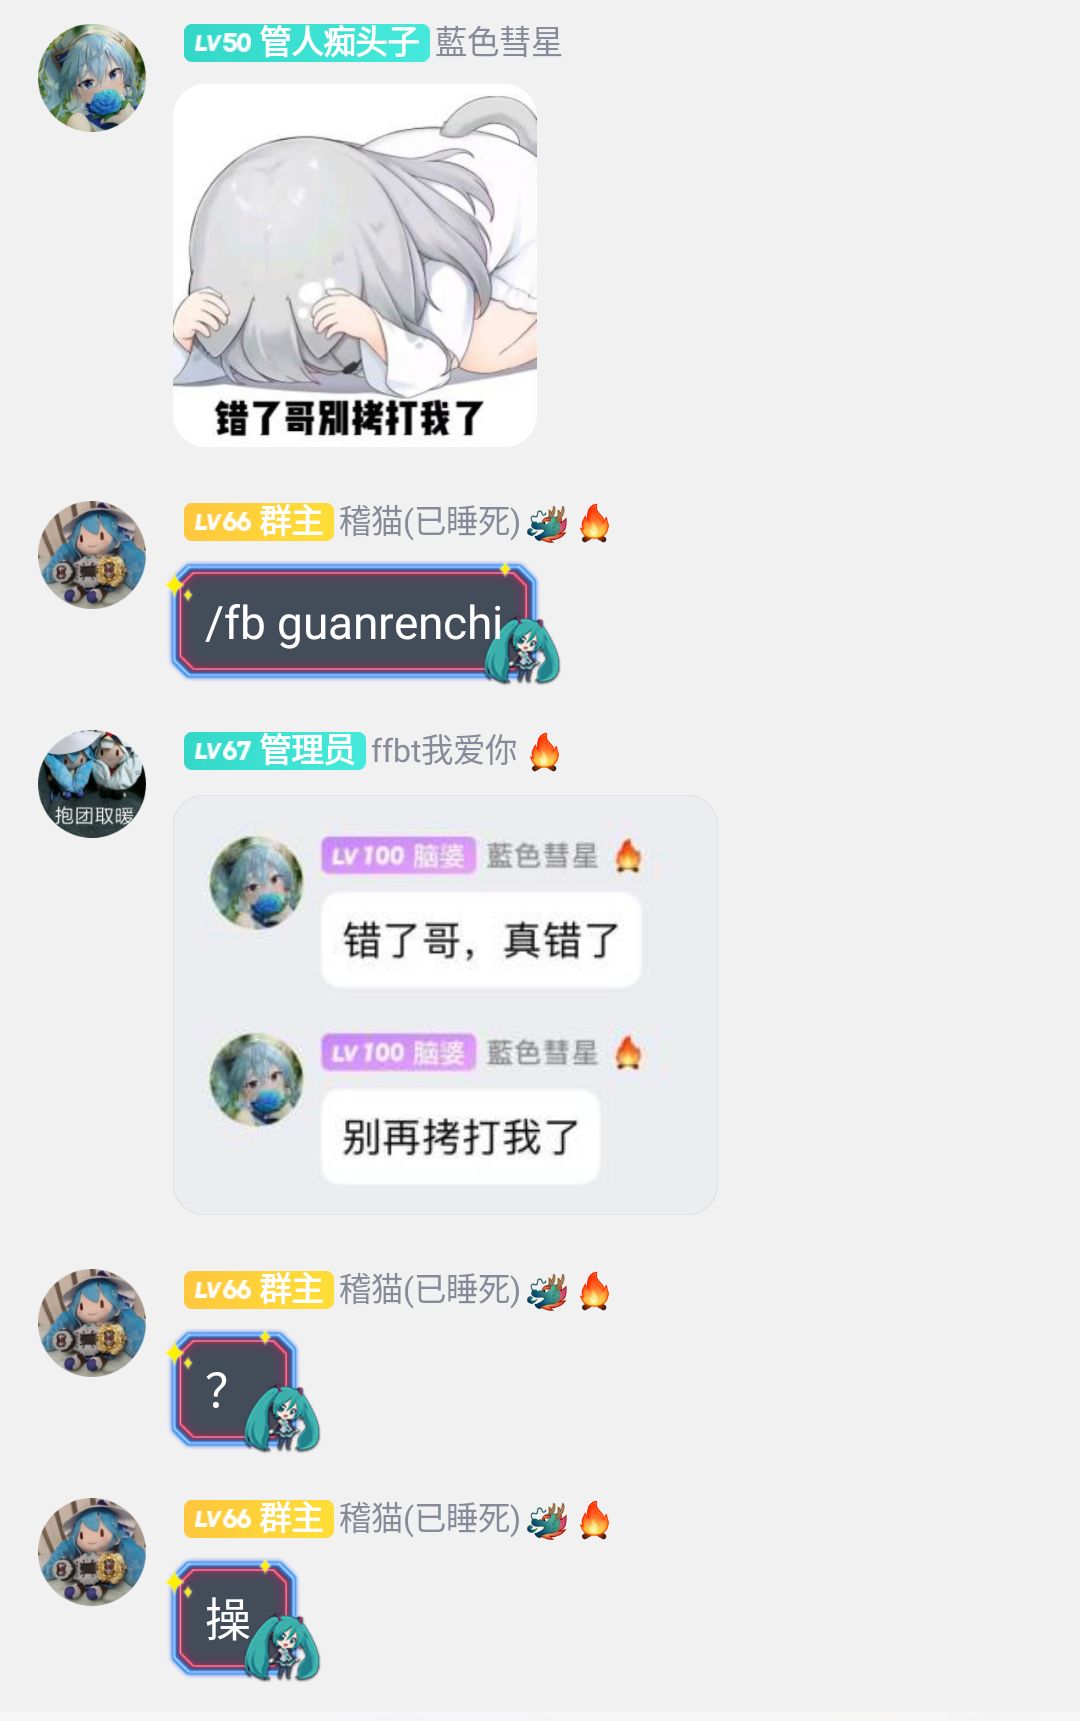 LV50 管人痴头子 藍色彗星
错了哥别拷打我了
LV66 群主 稽猫(已睡死)
/fb guanrenchi
LV67 管理员 ffbt我爱你
抱团取暖
LV100 脑婆 藍色彗星
错了哥，真错了
LV100 脑婆 藍色彗星
别再拷打我了
LV66 群主 稽猫(已睡死)
？
LV66 群主 稽猫(已睡死)
操